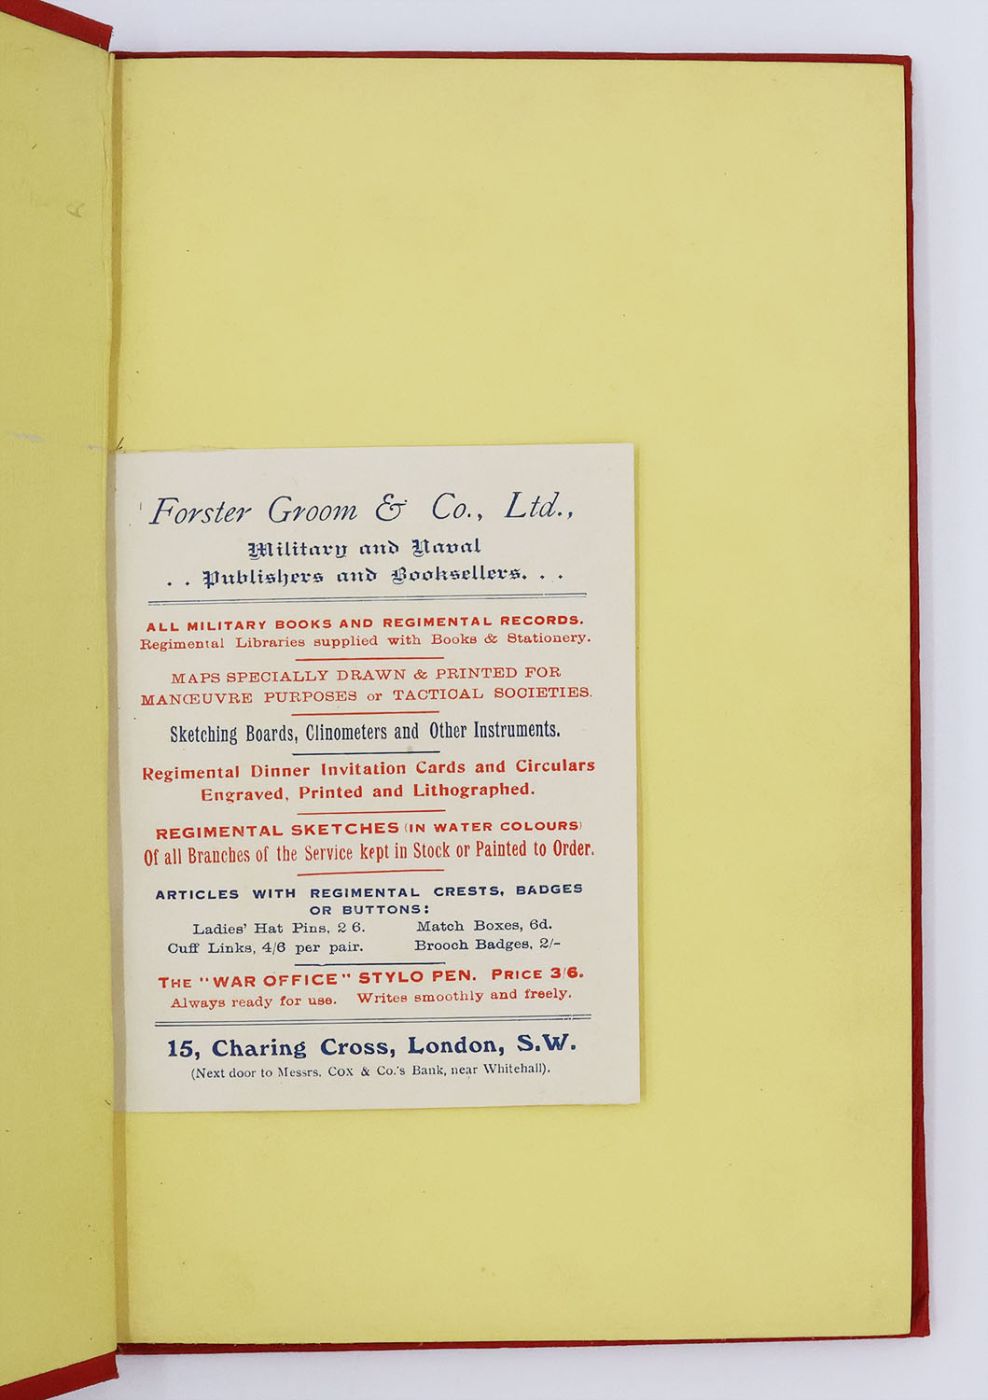 Forster Groom & Co., Ltd.,
Military and Naval
. . Publishers and Booksellers. . .
ALL MILITARY BOOKS AND REGIMENTAL RECORDS.
Regimental Libraries supplied with Books & Stationery.
MAPS SPECIALLY DRAWN & PRINTED FOR
MANŒUVRE PURPOSES or TACTICAL SOCIETIES.
Sketching Boards, Clinometers and Other Instruments.
Regimental Dinner Invitation Cards and Circulars
Engraved, Printed and Lithographed.
REGIMENTAL SKETCHES (IN WATER COLOURS)
Of all Branches of the Service kept in Stock or Painted to Order.
ARTICLES WITH REGIMENTAL CRESTS, BADGES
OR BUTTONS:
Ladies' Hat Pins, 2 6. Match Boxes, 6d.
Cuff Links, 4/6 per pair. Brooch Badges, 2/-
THE "WAR OFFICE" STYLO PEN. PRICE 3/6.
Always ready for use. Writes smoothly and freely.
15, Charing Cross, London, S.W.
(Next door to Messrs. Cox & Co.'s Bank, near Whitehall).